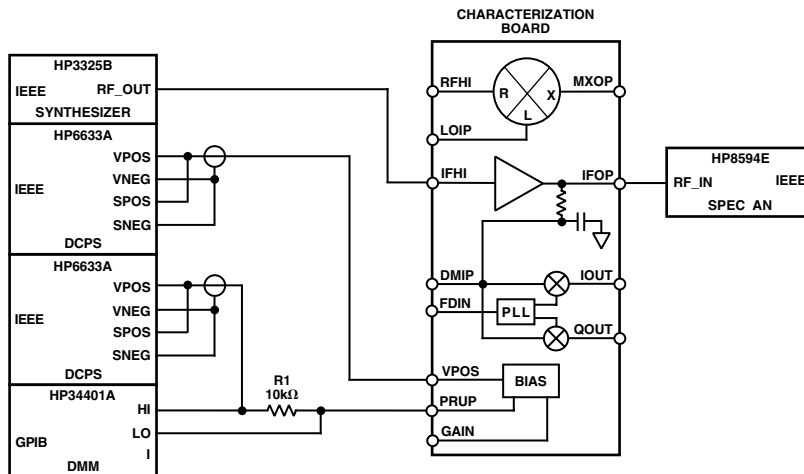 CHARACTERIZATION
BOARD
HP3325B
IEEE RF_OUT
SYNTHESIZER
HP6633A
VPOS
IEEE VNEG
SPOS
SNEG
DCPS
HP6633A
VPOS
IEEE VNEG
SPOS
SNEG
DCPS
HP34401A
HI
GPIB LO
I
DMM
R1
10kΩ
RFHI R X MXOP
L
LOIP
IFHI IFOP
DMIP IOUT
FDIN PLL
QOUT
VPOS BIAS
PRUP
GAIN
HP8594E
RF_IN IEEE
SPEC AN